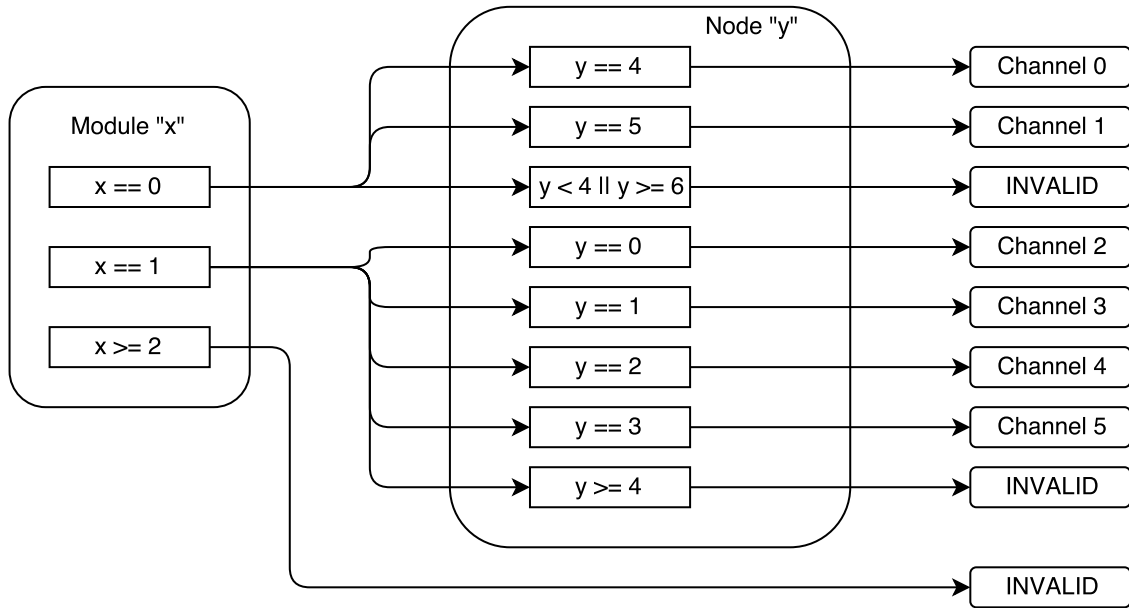 Node "y"
y == 4
Channel 0
Module "x"
y == 5
Channel 1
x == 0
y < 4 || y >= 6
INVALID
y == 0
Channel 2
x == 1
y == 1
Channel 3
x >= 2
y == 2
Channel 4
y == 3
Channel 5
y >= 4
INVALID
INVALID